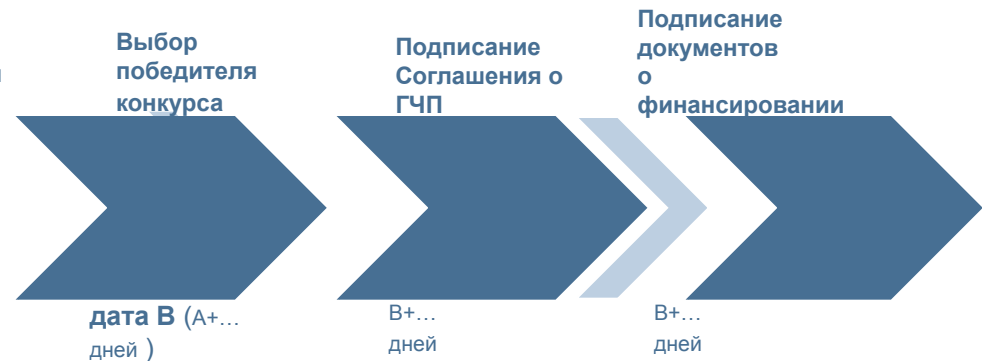 Выбор
победителя
конкурса
Подписание
Соглашения о
ГЧП
Подписание
документов
о
финансировании
дата В (А+…
дней )
В+…
дней
В+…
дней